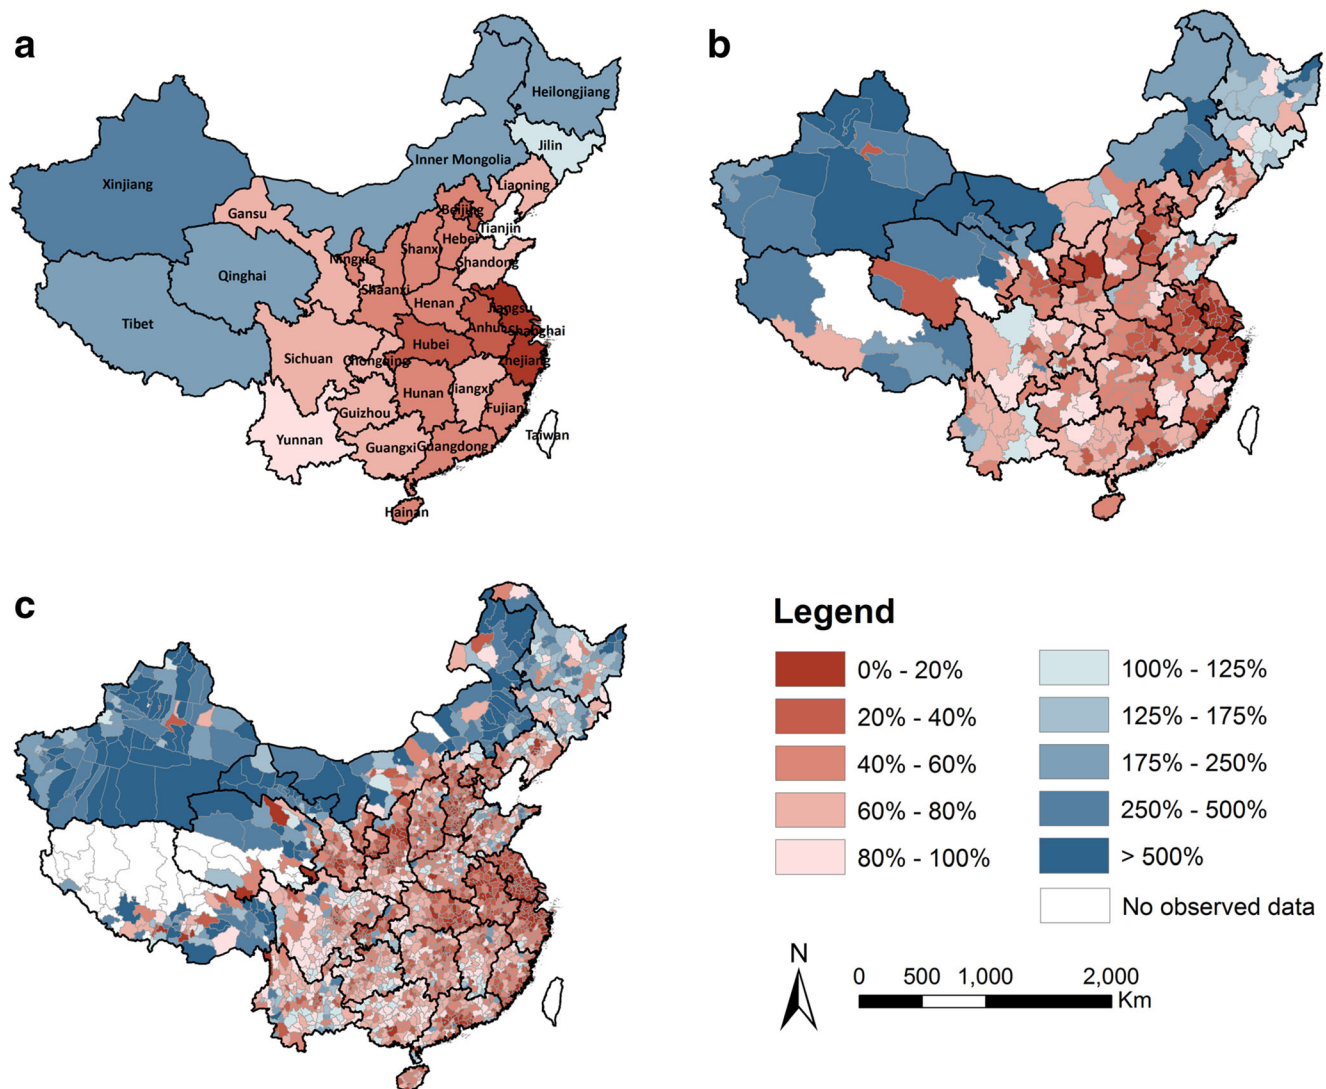 a
b
Heilongjiang
Jilin
Xinjiang
Inner Mongolia
Liaoning
Gansu
Beijing
Tianjin
Hebei
Shanxi
Ningxia
Shandong
Qinghai
Shaanxi
Henan
Jiangsu
Tibet
Anhui
Shanghai
Hubei
Sichuan
Chongqing
Zhejiang
Hunan
Jiangxi
Guizhou
Fujian
Yunnan
Taiwan
Guangxi
Guangdong
Hainan
c
Legend
0% - 20%
100% - 125%
20% - 40%
125% - 175%
40% - 60%
175% - 250%
60% - 80%
250% - 500%
80% - 100%
> 500%
No observed data
N
0 500 1,000 2,000
Km